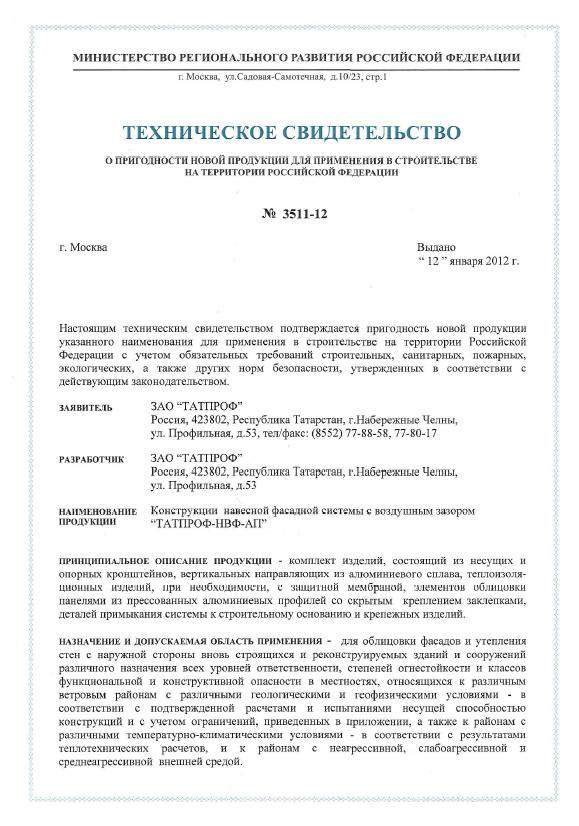 МИНИСТЕРСТВО РЕГИОНАЛЬНОГО РАЗВИТИЯ РОССИЙСКОЙ ФЕДЕРАЦИИ
г. Москва, ул.Садовая-Самотечная, д.10/23, стр.1
ТЕХНИЧЕСКОЕ СВИДЕТЕЛЬСТВО
О ПРИГОДНОСТИ НОВОЙ ПРОДУКЦИИ ДЛЯ ПРИМЕНЕНИЯ В СТРОИТЕЛЬСТВЕ
НА ТЕРРИТОРИИ РОССИЙСКОЙ ФЕДЕРАЦИИ
№ 3511-12
г. Москва
Выдано
“ 12 ” января 2012 г.
Настоящим техническим свидетельством подтверждается пригодность новой продукции
указанного наименования для применения в строительстве на территории Российской
Федерации с учетом обязательных требований строительных, санитарных, пожарных,
экологических, а также других норм безопасности, утвержденных в соответствии с
действующим законодательством.
ЗАЯВИТЕЛЬ ЗАО “ТАТПРОФ”
Россия, 423802, Республика Татарстан, г.Набережные Челны,
ул. Профильная, д.53, тел/факс: (8552) 77-88-58, 77-80-17
РАЗРАБОТЧИК ЗАО “ТАТПРОФ”
Россия, 423802, Республика Татарстан, г.Набережные Челны,
ул. Профильная, д.53
НАИМЕНОВАНИЕ Конструкции навесной фасадной системы с воздушным зазором
ПРОДУКЦИИ “ТАТПРОФ-НВФ-АП”
ПРИНЦИПИАЛЬНОЕ ОПИСАНИЕ ПРОДУКЦИИ - комплект изделий, состоящий из несущих и
опорных кронштейнов, вертикальных направляющих из алюминиевого сплава, теплоизоля-
ционных изделий, при необходимости, с защитной мембраной, элементов облицовки
панелями из прессованных алюминиевых профилей со скрытым креплением заклепками,
деталей примыкания системы к строительному основанию и крепежных изделий.
НАЗНАЧЕНИЕ И ДОПУСКАЕМАЯ ОБЛАСТЬ ПРИМЕНЕНИЯ - для облицовки фасадов и утепления
стен с наружной стороны вновь строящихся и реконструируемых зданий и сооружений
различного назначения всех уровней ответственности, степеней огнестойкости и классов
функциональной и конструктивной опасности в местностях, относящихся к различным
ветровым районам с различными геологическими и геофизическими условиями - в
соответствии с подтвержденной расчетами и испытаниями несущей способностью
конструкций и с учетом ограничений, приведенных в приложении, а также к районам с
различными температурно-климатическими условиями - в соответствии с результатами
теплотехнических расчетов, и к районам с неагрессивной, слабоагрессивной и
среднеагрессивной внешней средой.